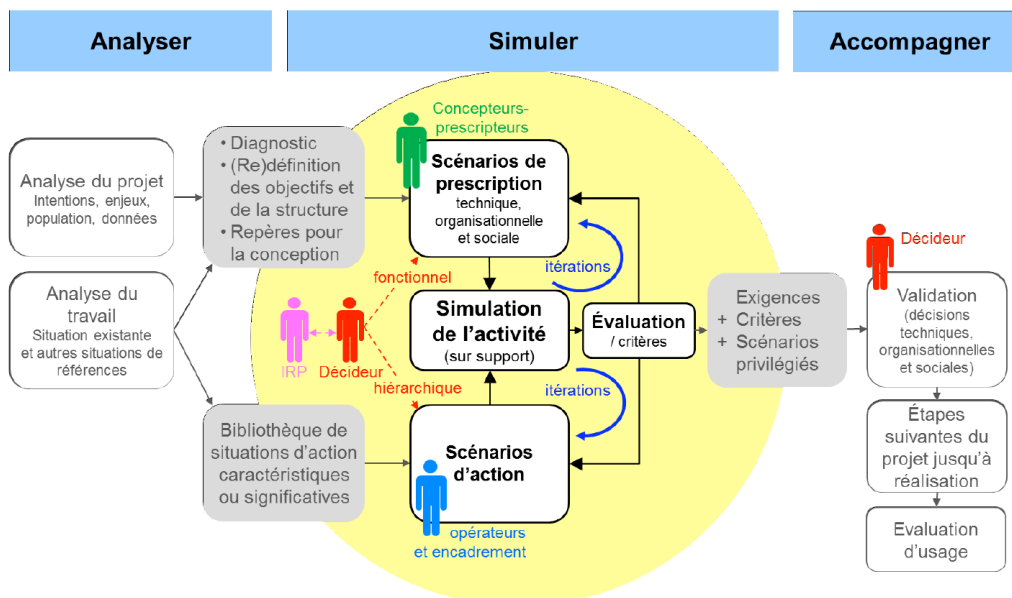 Analyser
Simuler
Accompagner
Analyse du projet
Intentions, enjeux,
population, données
Analyse du
travail
Situation existante
et autres situations de
références
• Diagnostic
• (Re)définition
des objectifs et
de la structure
• Repères pour
la conception
Bibliothèque de
situations d'action
caractéristiques
ou significatives
Concepteurs-
prescripteurs
Scénarios de
prescription
technique,
organisationnelle
et sociale
fonctionnel
itérations
IRP
Décideur
Simulation
de l'activité
(sur support)
Évaluation
/ critères
hiérarchique
itérations
Scénarios
d'action
opérateurs
et encadrement
Exigences
+ Critères
+ Scénarios
privilégiés
Décideur
Validation
(décisions
techniques,
organisationnelles
et sociales)
Étapes
suivantes du
projet jusqu'à
réalisation
Evaluation
d'usage